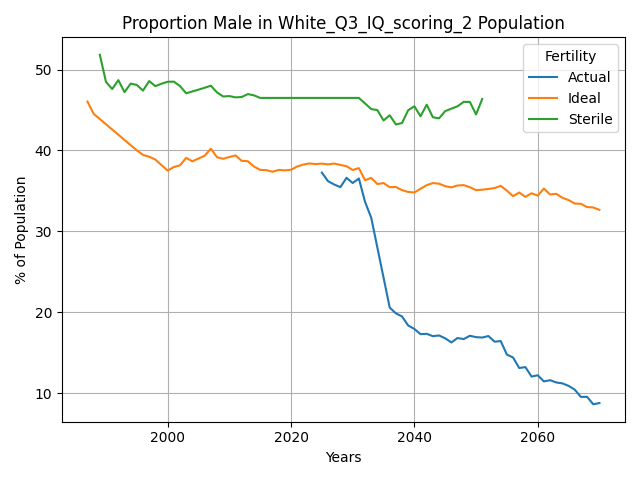 Proportion Male in White_Q3_IQ_scoring_2 Population
% of Population
50
40
30
20
10
Fertility
Actual
Ideal
Sterile
2000
2020
2040
2060
Years